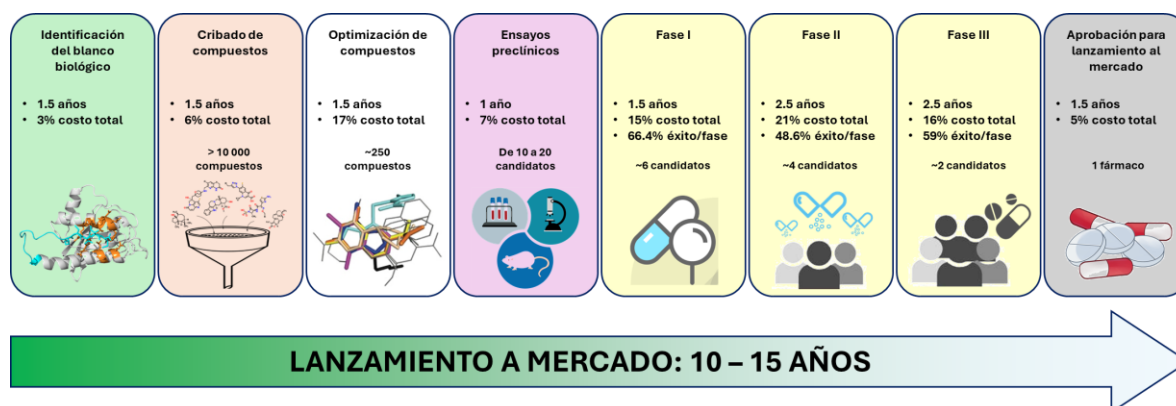 Identificación
del blanco
biológico
• 1.5 años
• 3% costo total
Cribado de
compuestos
• 1.5 años
• 6% costo total
> 10 000
compuestos
Optimización de
compuestos
• 1.5 años
• 17% costo total
~250
compuestos
Ensayos
preclínicos
• 1 año
• 7% costo total
De 10 a 20
candidatos
Fase I
• 1.5 años
• 15% costo total
• 66.4% éxito/fase
~6 candidatos
Fase II
• 2.5 años
• 21% costo total
• 48.6% éxito/fase
~4 candidatos
Fase III
• 2.5 años
• 16% costo total
• 59% éxito/fase
~2 candidatos
Aprobación para
lanzamiento al
mercado
• 1.5 años
• 5% costo total
1 fármaco
LANZAMIENTO A MERCADO: 10 – 15 AÑOS